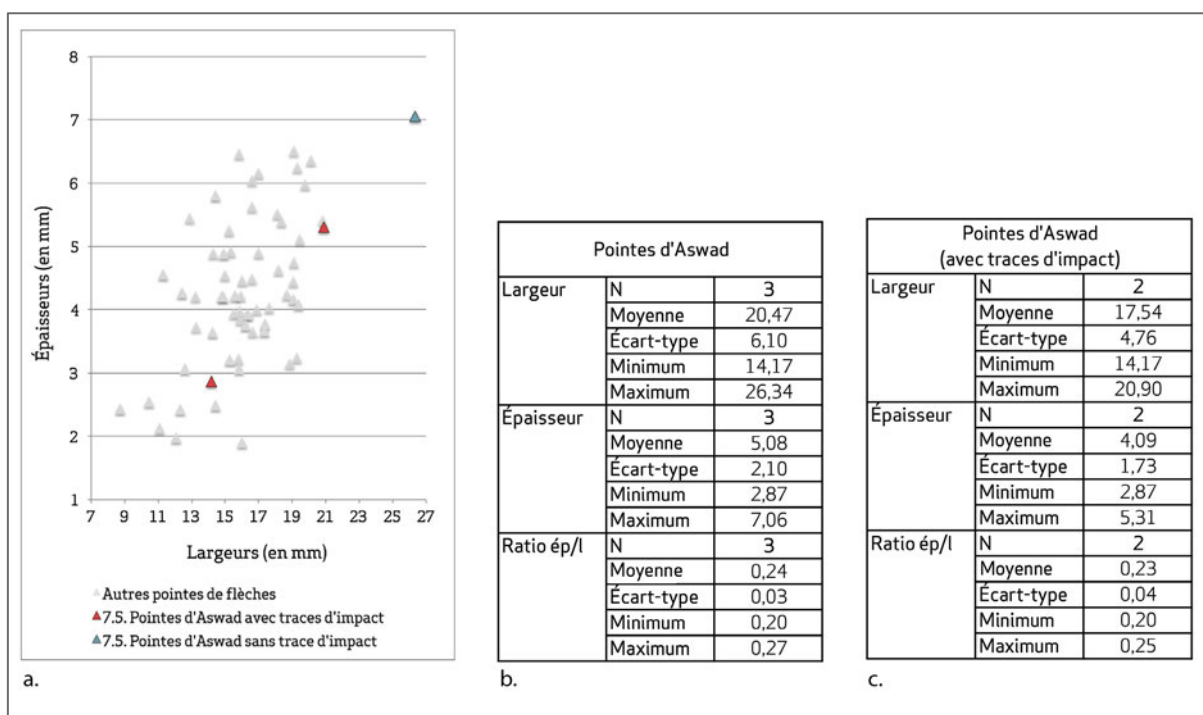 8
7
6
5
4
3
2
1
7 9 11 13 15 17 19 21 23 25 27
Épaisseurs (en mm)
Largeurs (en mm)
Autres pointes de flèches
7.5. Pointes d'Aswad avec traces d'impact
7.5. Pointes d'Aswad sans trace d'impact
a.
Pointes d'Aswad
Largeur N 3
Moyenne 20,47
Écart-type 6,10
Minimum 14,17
Maximum 26,34
Épaisseur N 3
Moyenne 5,08
Écart-type 2,10
Minimum 2,87
Maximum 7,06
Ratio ép/l N 3
Moyenne 0,24
Écart-type 0,03
Minimum 0,20
Maximum 0,27
b.
Pointes d'Aswad
(avec traces d'impact)
Largeur N 2
Moyenne 17,54
Écart-type 4,76
Minimum 14,17
Maximum 20,90
Épaisseur N 2
Moyenne 4,09
Écart-type 1,73
Minimum 2,87
Maximum 5,31
Ratio ép/l N 2
Moyenne 0,23
Écart-type 0,04
Minimum 0,20
Maximum 0,25
c.